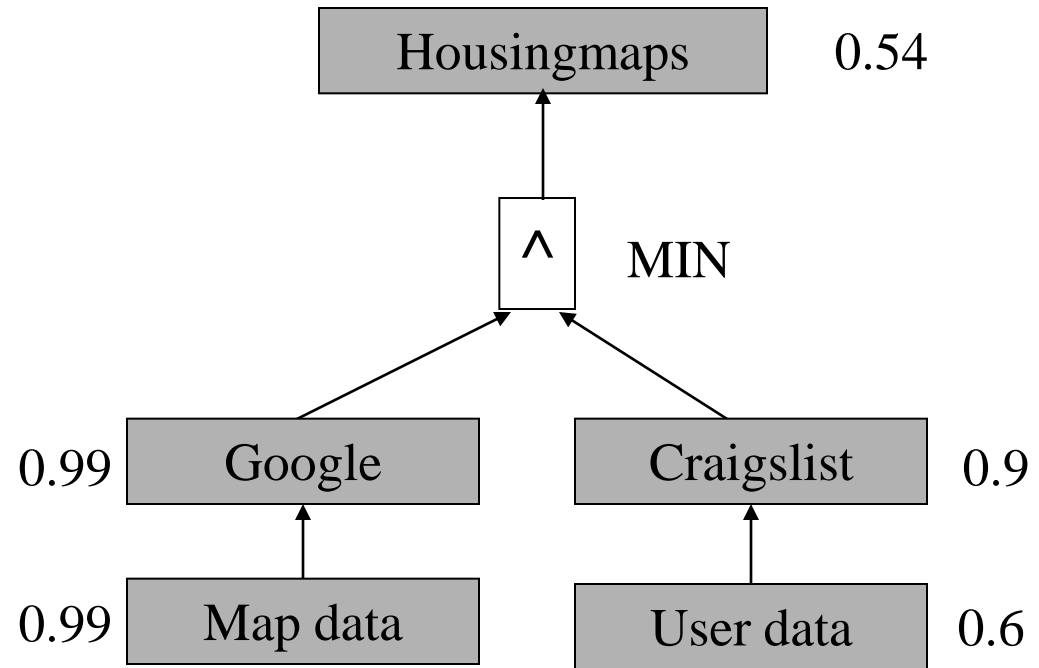 Housingmaps
0.54
^
MIN
0.99
Google
Craigslist
0.9
0.99
Map data
User data
0.6